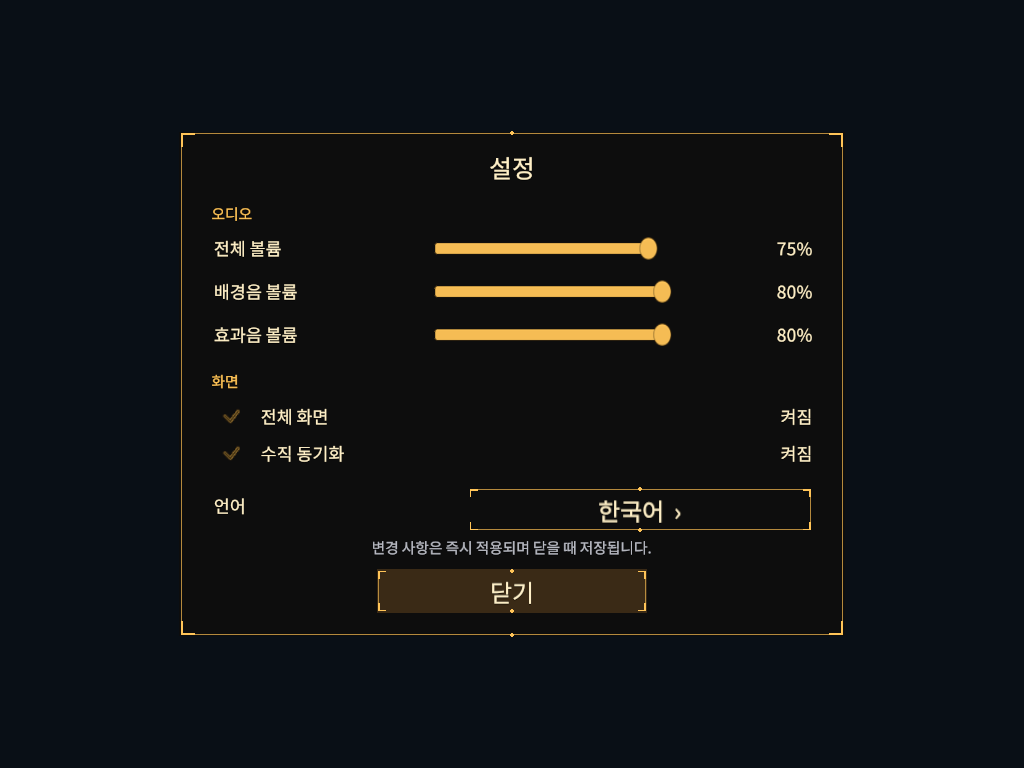 설정
오디오
전체 볼륨 75%
배경음 볼륨 80%
효과음 볼륨 80%
화면
전체 화면 켜짐
수직 동기화 켜짐
언어 한국어 ›
변경 사항은 즉시 적용되며 닫을 때 저장됩니다.
닫기